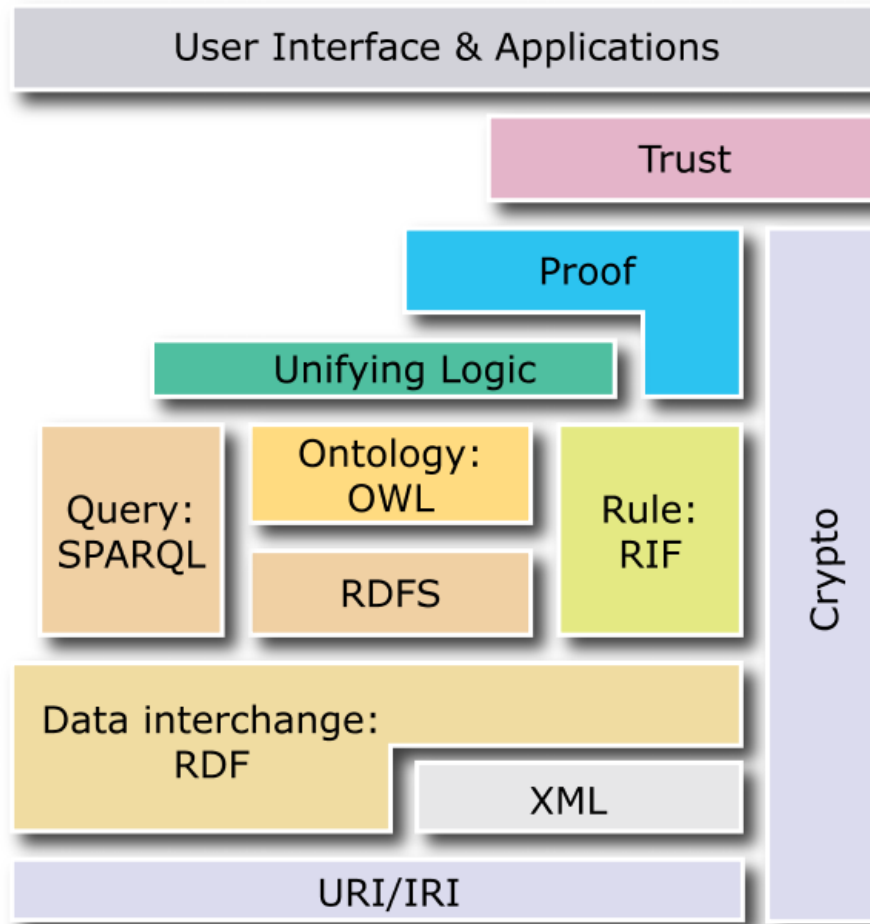 User Interface & Applications
Trust
Proof
Unifying Logic
Query:
SPARQL
Ontology:
OWL
Rule:
RIF
RDFS
Crypto
Data interchange:
RDF
XML
URI/IRI